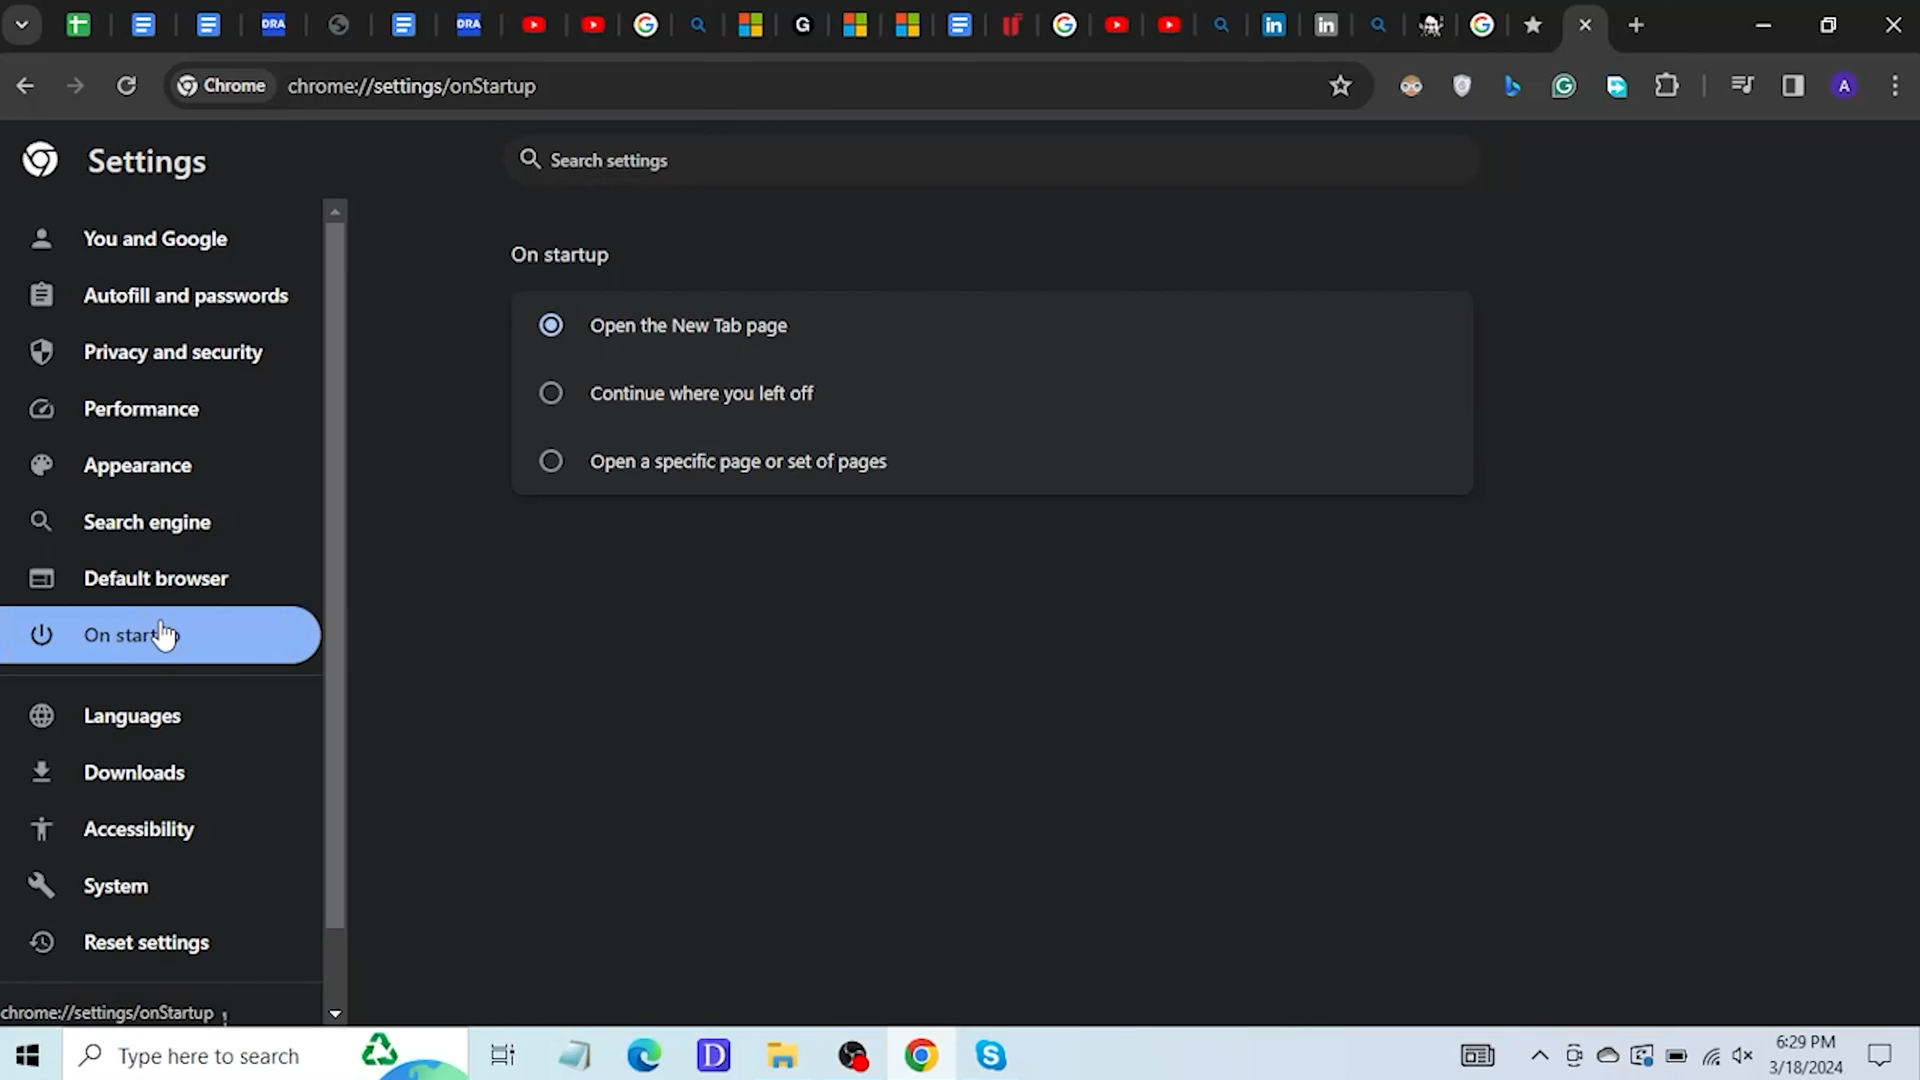 DRA
DRA
Chrome
chrome://settings/onStartup
A
Settings
Search settings
You and Google
Autofill and passwords
Privacy and security
Performance
Appearance
Search engine
Default browser
On startup
Languages
Downloads
Accessibility
System
Reset settings
On startup
Open the New Tab page
Continue where you left off
Open a specific page or set of pages
chrome://settings/onStartup
Type here to search
6:29 PM
3/18/2024